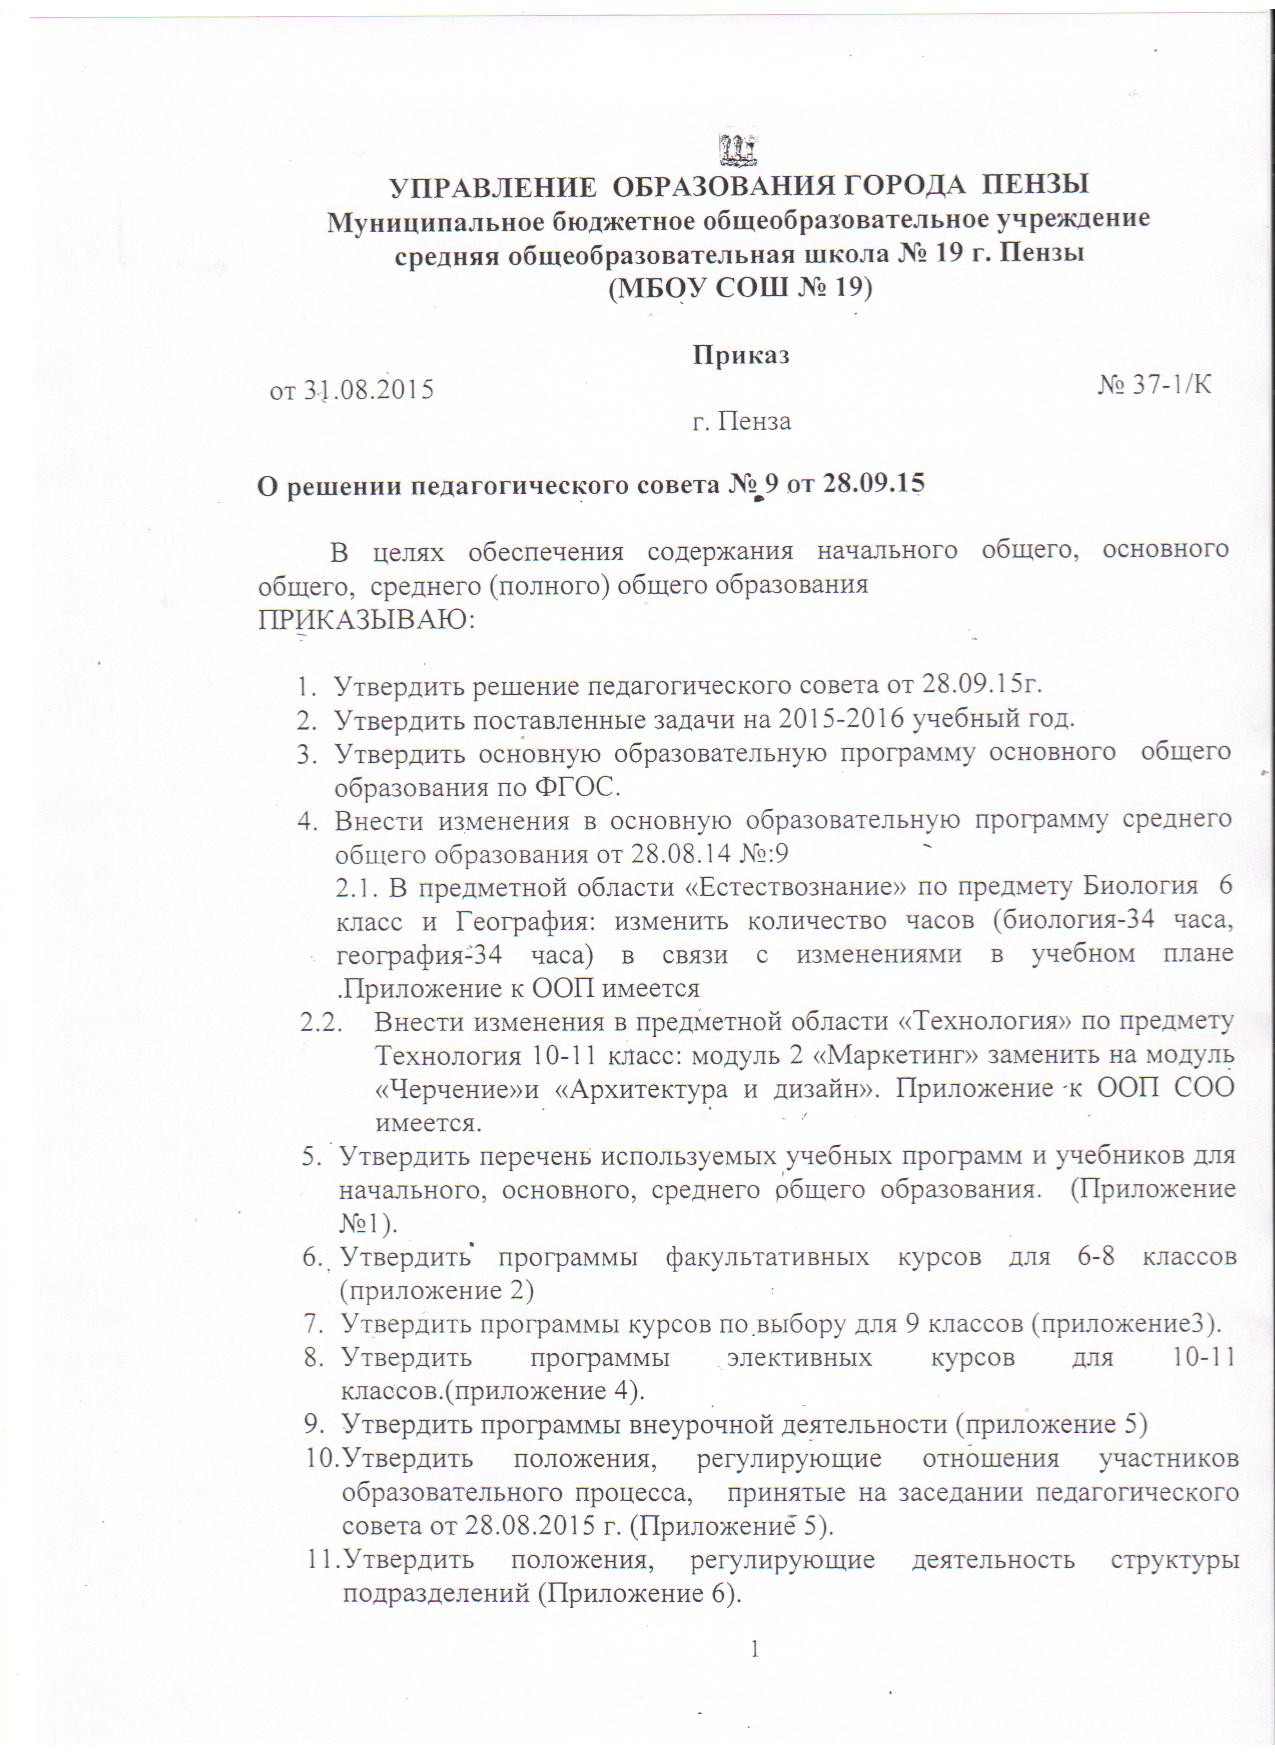 УПРАВЛЕНИЕ ОБРАЗОВАНИЯ ГОРОДА ПЕНЗЫ
Муниципальное бюджетное общеобразовательное учреждение
средняя общеобразовательная школа № 19 г. Пензы
(МБОУ СОШ № 19)
Приказ
от 31.08.2015 № 37-1/К
г. Пенза
О решении педагогического совета № 9 от 28.09.15
В целях обеспечения содержания начального общего, основного
общего, среднего (полного) общего образования
ПРИКАЗЫВАЮ:
1. Утвердить решение педагогического совета от 28.09.15г.
2. Утвердить поставленные задачи на 2015-2016 учебный год.
3. Утвердить основную образовательную программу основного общего
образования по ФГОС.
4. Внести изменения в основную образовательную программу среднего
общего образования от 28.08.14 №:9
2.1. В предметной области «Естествознание» по предмету Биология 6
класс и География: изменить количество часов (биология-34 часа,
география-34 часа) в связи с изменениями в учебном плане
.Приложение к ООП имеется
2.2. Внести изменения в предметной области «Технология» по предмету
Технология 10-11 класс: модуль 2 «Маркетинг» заменить на модуль
«Черчение»и «Архитектура и дизайн». Приложение к ООП СОО
имеется.
5. Утвердить перечень используемых учебных программ и учебников для
начального, основного, среднего общего образования. (Приложение
№1).
6. Утвердить программы факультативных курсов для 6-8 классов
(приложение 2)
7. Утвердить программы курсов по выбору для 9 классов (приложение3).
8. Утвердить программы элективных курсов для 10-11
классов.(приложение 4).
9. Утвердить программы внеурочной деятельности (приложение 5)
10.Утвердить положения, регулирующие отношения участников
образовательного процесса, принятые на заседании педагогического
совета от 28.08.2015 г. (Приложение 5).
11.Утвердить положения, регулирующие деятельность структуры
подразделений (Приложение 6).
1